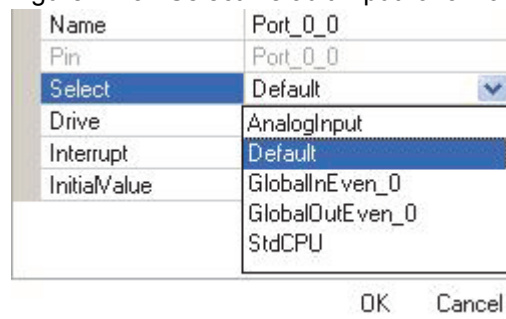 Name Port_0_0
Pin Port_0_0
Select Default
Drive AnalogInput
Interrupt Default
InitialValue GlobalInEven_0
GlobalOutEven_0
StdCPU
OK Cancel